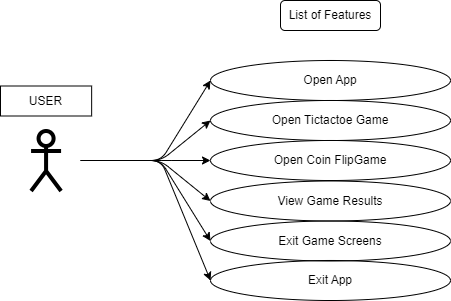 List of Features
Open App
USER
Open Tictactoe Game
Open Coin FlipGame
View Game Results
Exit Game Screens
Exit App